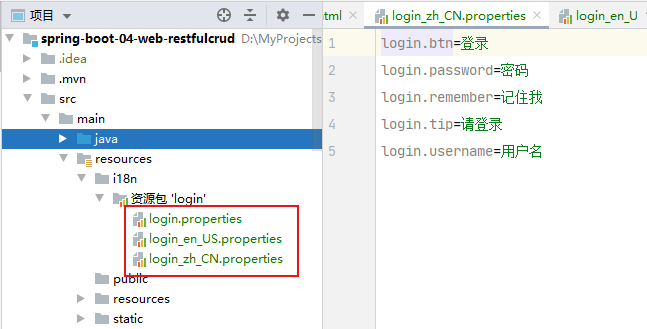 项目
spring-boot-04-web-restfulcrud D:\MyProjects
.idea
.mvn
src
main
java
resources
i18n
资源包 'login'
login.properties
login_en_US.properties
login_zh_CN.properties
public
resources
static
html
login_zh_CN.properties
login_en_U
1 login.btn=登录
2 login.password=密码
3 login.remember=记住我
4 login.tip=请登录
5 login.username=用户名